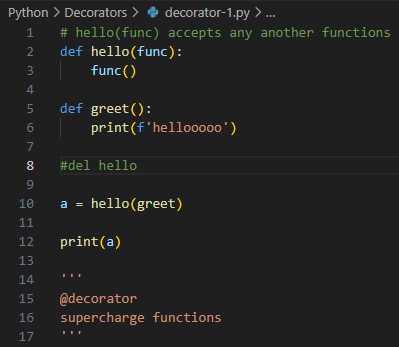 Python > Decorators > decorator-1.py > ...
1 # hello(func) accepts any another functions
2 def hello(func):
3     func()
4
5 def greet():
6     print(f'hellooooo')
7
8 #del hello
9
10 a = hello(greet)
11
12 print(a)
13
14 '''
15 @decorator
16 supercharge functions
17 '''